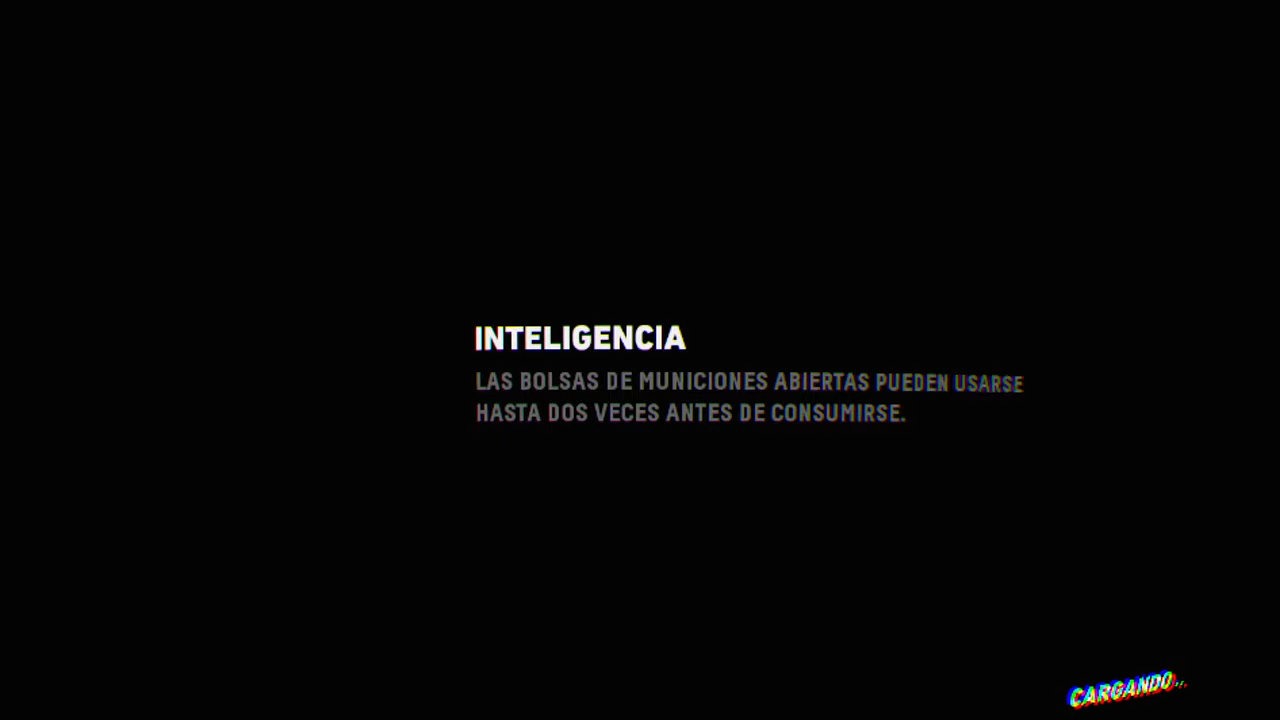 INTELIGENCIA
LAS BOLSAS DE MUNICIONES ABIERTAS PUEDEN USARSE
HASTA DOS VECES ANTES DE CONSUMIRSE.
CARGANDO..